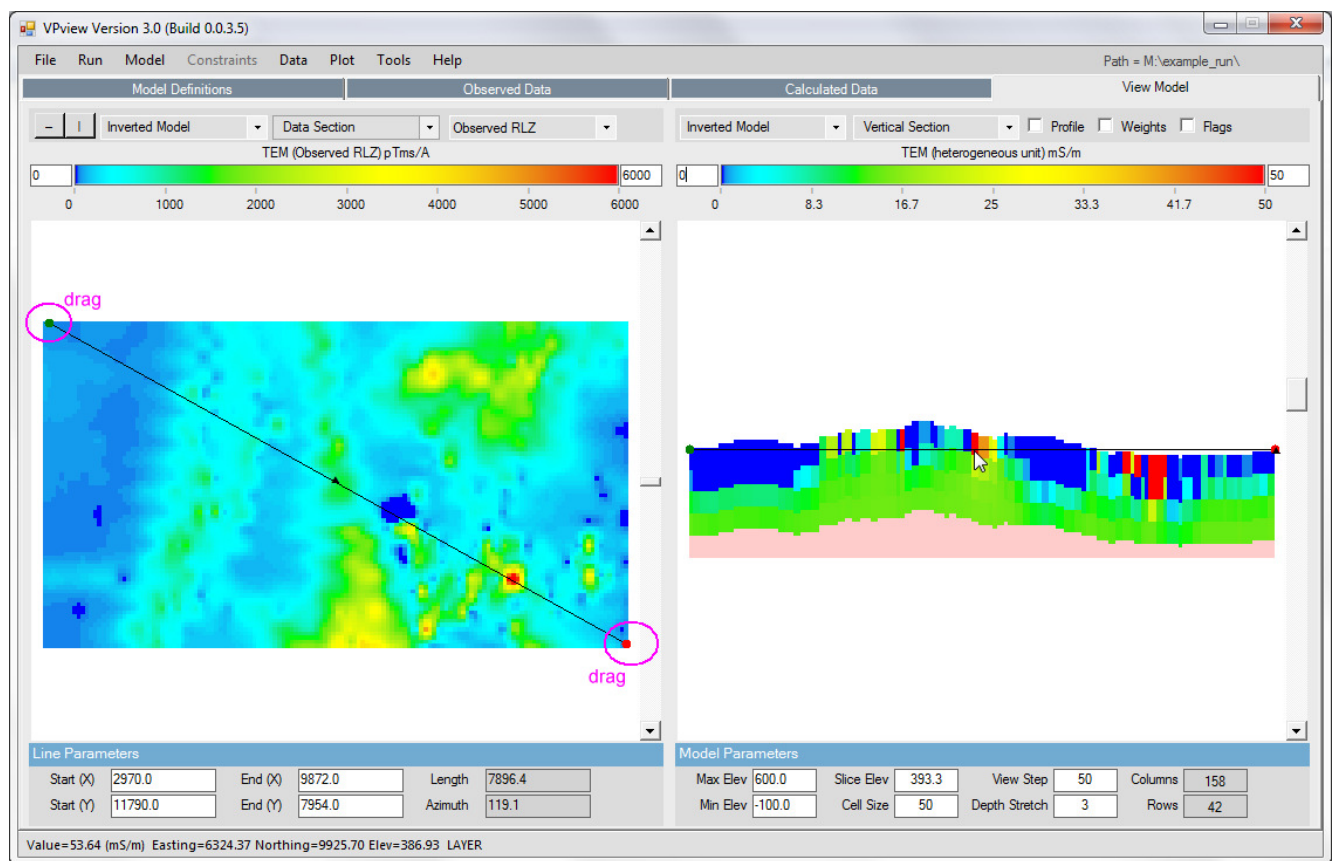 VPview Version 3.0 (Build 0.0.3.5)
File Run Model Constraints Data Plot Tools Help Path = M:\example_run\
Model Definitions Observed Data Calculated Data View Model
– | Inverted Model Data Section Observed RLZ Inverted Model Vertical Section Profile Weights Flags
TEM (Observed RLZ) pTms/A TEM (heterogeneous unit) mS/m
0 6000 0 50
0 1000 2000 3000 4000 5000 6000 0 8.3 16.7 25 33.3 41.7 50
drag
drag
Line Parameters Model Parameters
Start (X) 2970.0 End (X) 9872.0 Length 7896.4 Max Elev 600.0 Slice Elev 393.3 View Step 50 Columns 158
Start (Y) 11790.0 End (Y) 7954.0 Azimuth 119.1 Min Elev -100.0 Cell Size 50 Depth Stretch 3 Rows 42
Value=53.64 (mS/m) Easting=6324.37 Northing=9925.70 Elev=386.93 LAYER